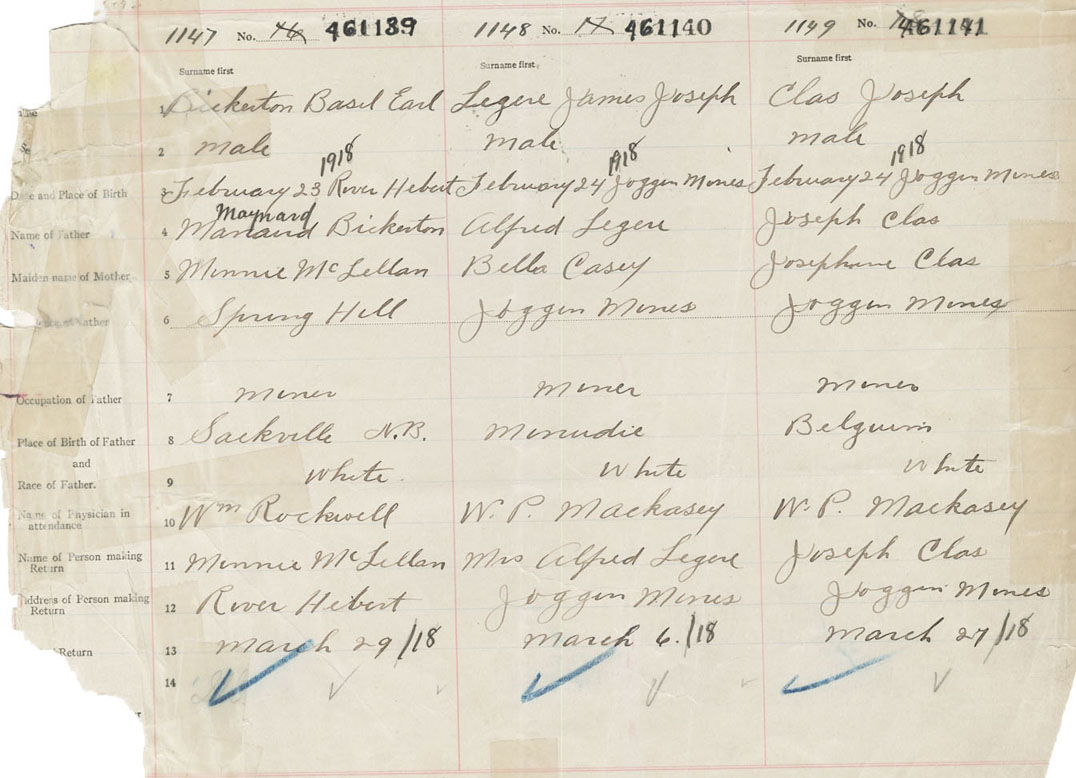 1147 No. 16 461139 1148 No. 17 461140 1149 No. 461141
Surname first Surname first Surname first
1 Bickerton Basil Earl Legere James Joseph Clas Joseph
2 male male male
1918 1918 1918
Date and Place of Birth 3 February 23 River Hebert February 24 Joggin Mines February 24 Joggin Mines
Maynard
Name of Father 4 Manaird Bickerton Alfred Legere Joseph Clas
Maiden name of Mother 5 Minnie McLellan Bella Casey Josephine Clas
of Father 6 Spring Hill Joggin Mines Joggin Mines
Occupation of Father 7 Miner Miner Miner
Place of Birth of Father 8 Sackville N.B. Minudie Belguim
and
Race of Father. 9 White White White
Name of Physician in
attendance 10 Wm Rockwell W. P. Mackasey W. P. Mackasey
Name of Person making
Return 11 Minnie McLellan Mrs Alfred Legere Joseph Clas
Address of Person making
Return 12 River Hebert Joggin Mines Joggin Mines
Return 13 March 29/18 March 6./18 March 27/18
14